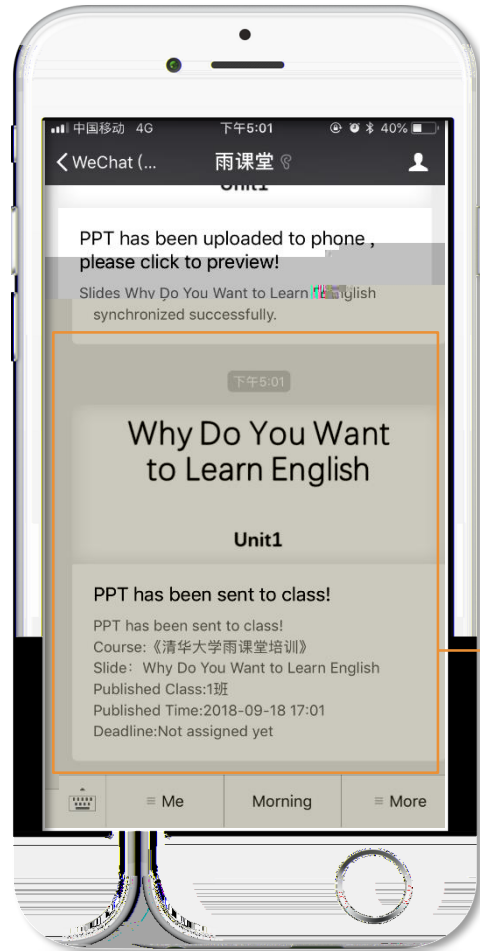 中国移动 4G 下午5:01 40%
WeChat (... 雨课堂
Unit1
PPT has been uploaded to phone ,
please click to preview!
Slides Why Do You Want to Learn English
synchronized successfully.
下午5:01
Why Do You Want
to Learn English
Unit1
PPT has been sent to class!
PPT has been sent to class!
Course:《清华大学雨课堂培训》
Slide: Why Do You Want to Learn English
Published Class:1班
Published Time:2018-09-18 17:01
Deadline:Not assigned yet
Me Morning More